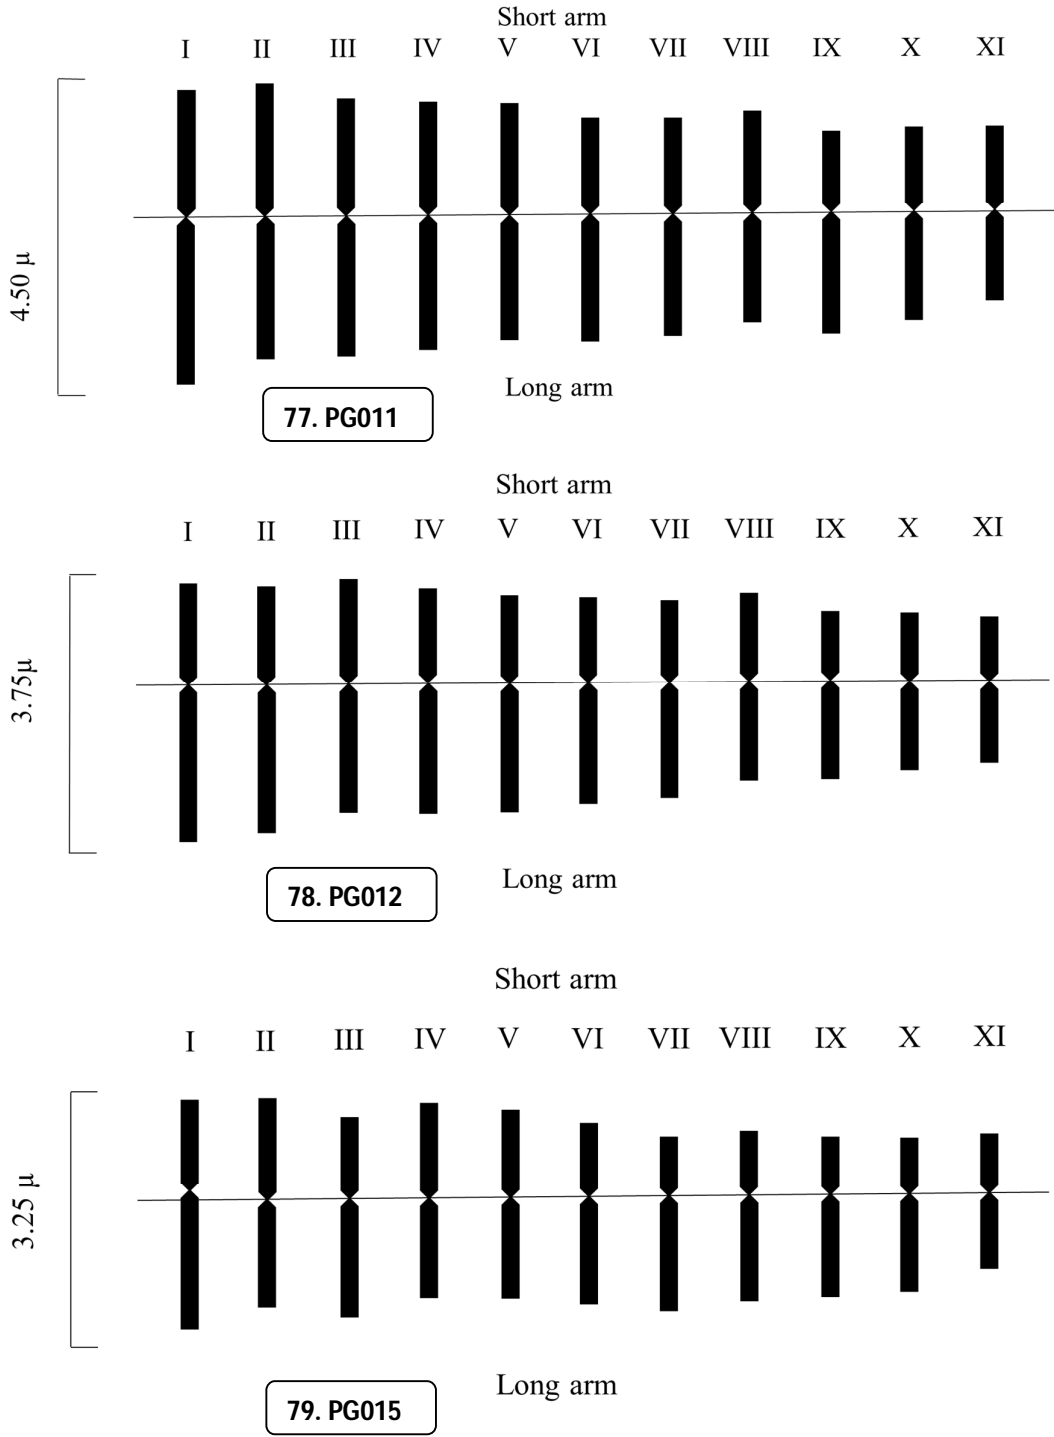 Short arm
I II III IV V VI VII VIII IX X XI
4.50 µ
Long arm
77. PG011
Short arm
I II III IV V VI VII VIII IX X XI
3.75µ
Long arm
78. PG012
Short arm
I II III IV V VI VII VIII IX X XI
3.25 µ
Long arm
79. PG015